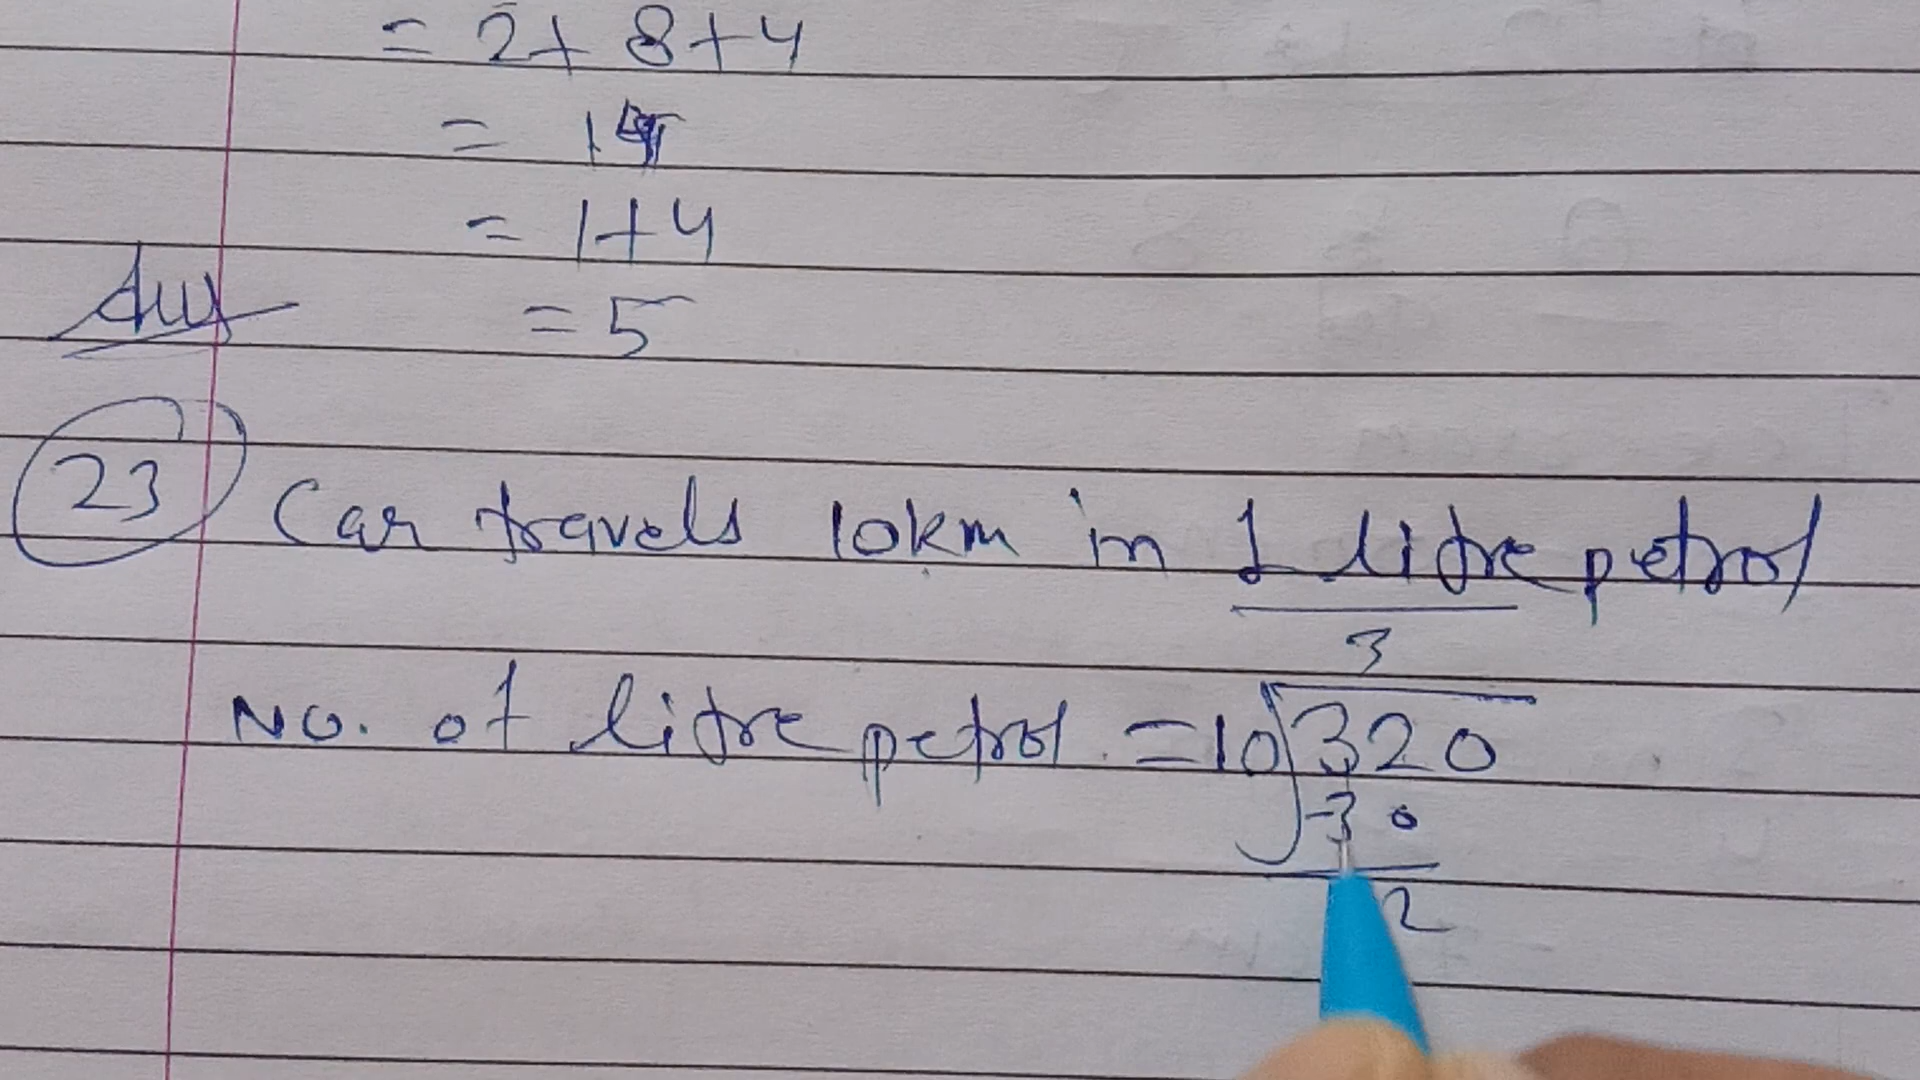 = 2+8+4
= 14
= 1+4
Ans = 5
23 Car travels 10km in 1 litre petrol
3
No. of litre petrol = 10)320
-30
2